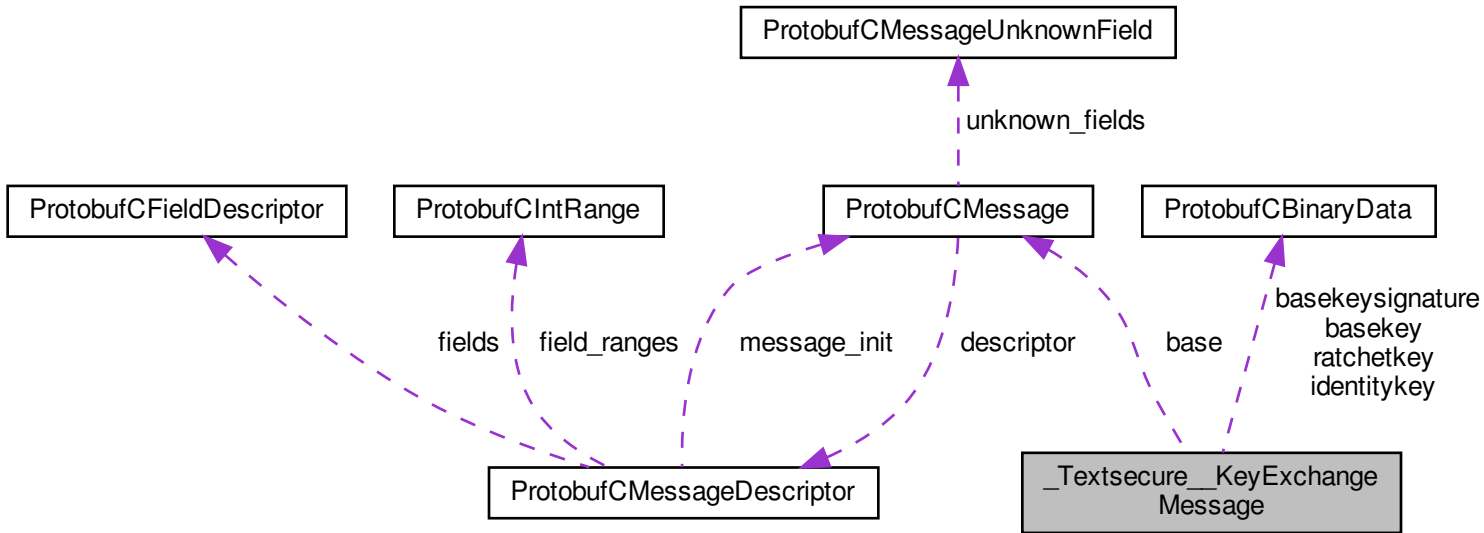 ProtobufCMessageUnknownField
unknown_fields
ProtobufCFieldDescriptor
ProtobufCIntRange
ProtobufCMessage
ProtobufCBinaryData
fields
field_ranges
message_init
descriptor
base
basekeysignature
basekey
ratchetkey
identitykey
ProtobufCMessageDescriptor
_Textsecure__KeyExchange
Message